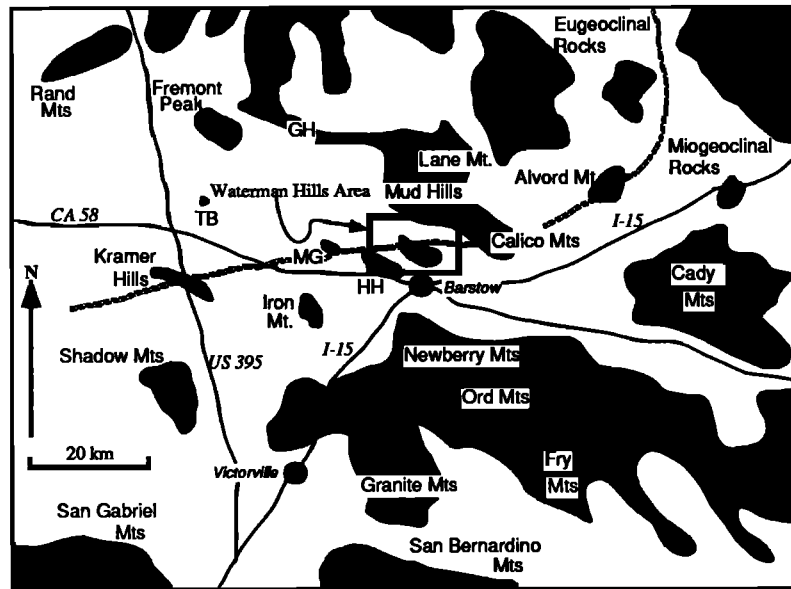 Eugeoclinal
Rocks
Rand
Mts
Fremont
Peak
GH
Lane Mt.
Miogeoclinal
Rocks
Alvord Mt.
Waterman Hills Area
Mud Hills
TB
CA 58
I-15
Calico Mts
MG
Kramer
Hills
N
HH
Barstow
Cady
Mts
Iron
Mt.
Shadow Mts
US 395
I-15
Newberry Mts
Ord Mts
20 km
Victorville
Fry
Mts
Granite Mts
San Gabriel
Mts
San Bernardino
Mts